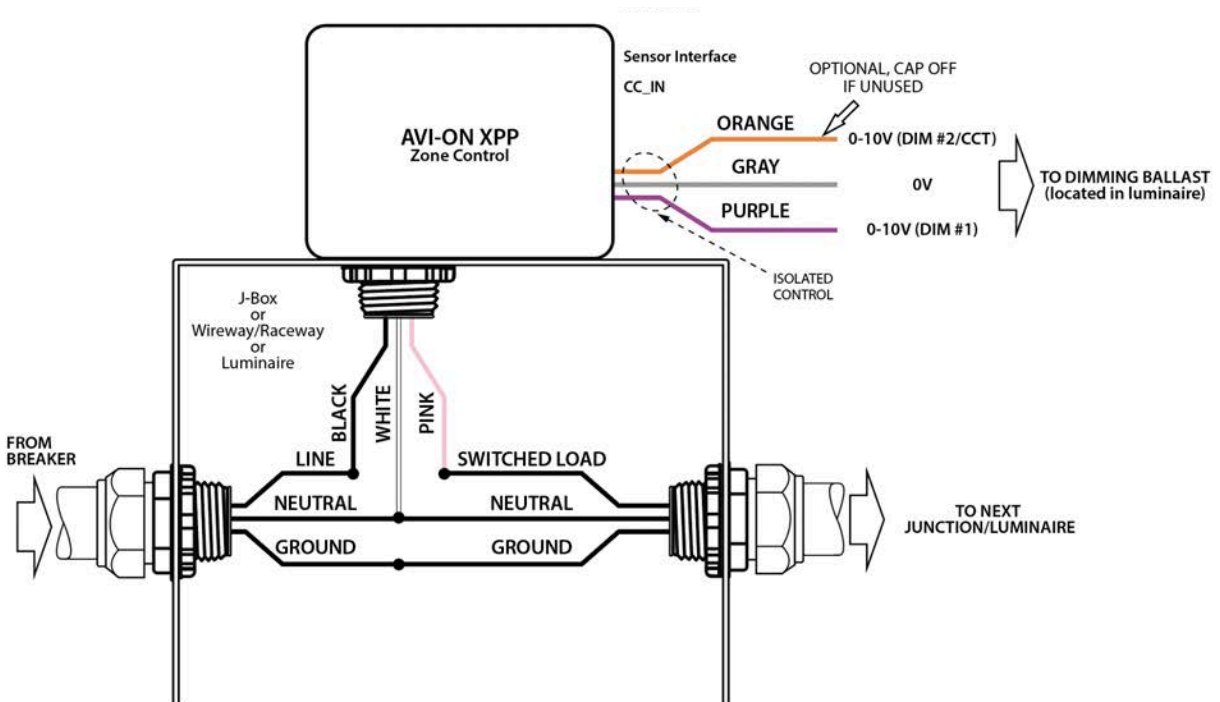 AVI-ON XPP
Zone Control
Sensor Interface
CC_IN
OPTIONAL, CAP OFF
IF UNUSED
ORANGE
0-10V (DIM #2/CCT)
GRAY
0V
PURPLE
0-10V (DIM #1)
TO DIMMING BALLAST
(located in luminaire)
ISOLATED
CONTROL
J-Box
or
Wireway/Raceway
or
Luminaire
BLACK
WHITE
PINK
FROM
BREAKER
LINE
SWITCHED LOAD
NEUTRAL
NEUTRAL
GROUND
GROUND
TO NEXT
JUNCTION/LUMINAIRE